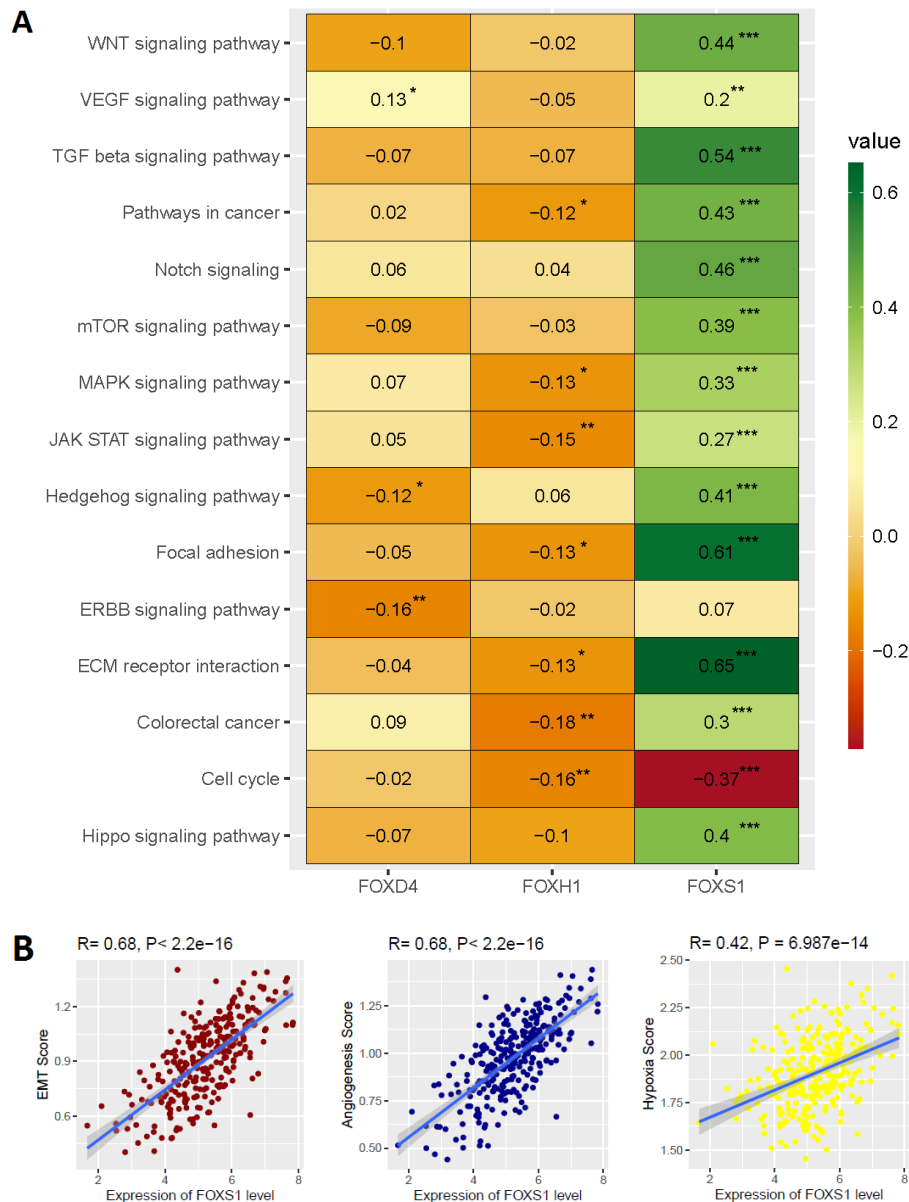 A
WNT signaling pathway −0.1 −0.02 0.44 ***
VEGF signaling pathway 0.13 * −0.05 0.2 **
TGF beta signaling pathway −0.07 −0.07 0.54 ***
Pathways in cancer 0.02 −0.12 * 0.43 ***
Notch signaling 0.06 0.04 0.46 ***
mTOR signaling pathway −0.09 −0.03 0.39 ***
MAPK signaling pathway 0.07 −0.13 * 0.33 ***
JAK STAT signaling pathway 0.05 −0.15 ** 0.27 ***
Hedgehog signaling pathway −0.12 * 0.06 0.41 ***
Focal adhesion −0.05 −0.13 * 0.61 ***
ERBB signaling pathway −0.16 ** −0.02 0.07
ECM receptor interaction −0.04 −0.13 * 0.65 ***
Colorectal cancer 0.09 −0.18 ** 0.3 ***
Cell cycle −0.02 −0.16 ** −0.37 ***
Hippo signaling pathway −0.07 −0.1 0.4 ***
FOXD4 FOXH1 FOXS1
value
0.6
0.4
0.2
0.0
−0.2
B
R= 0.68, P< 2.2e−16
EMT Score
1.2
0.9
0.6
2 4 6 8
Expression of FOXS1 level
R= 0.68, P< 2.2e−16
Angiogenesis Score
1.25
1.00
0.75
0.50
2 4 6 8
Expression of FOXS1 level
R= 0.42, P = 6.987e−14
Hypoxia Score
2.50
2.25
2.00
1.75
1.50
2 4 6 8
Expression of FOXS1 level